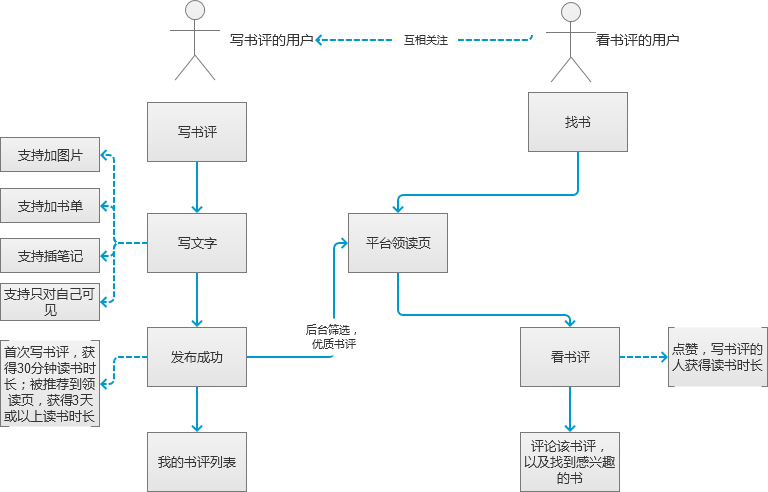 写书评的用户
互相关注
看书评的用户
写书评
找书
支持加图片
支持加书单
写文字
平台领读页
支持插笔记
支持只对自己可
见
后台筛选，
优质书评
首次写书评，获
得30分钟读书时
长；被推荐到领
读页，获得3天
或以上读书时长
发布成功
看书评
点赞，写书评的
人获得读书时长
我的书评列表
评论该书评，
以及找到感兴趣
的书